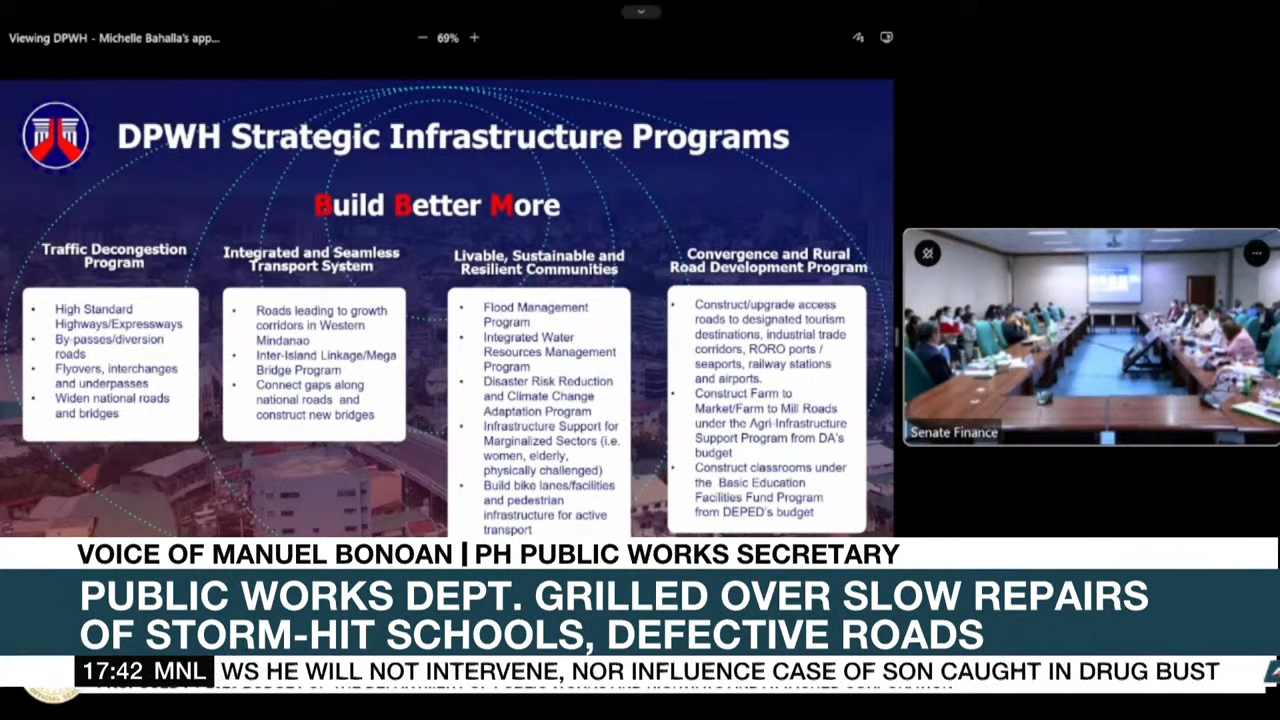 Viewing DPWH - Michelle Bahalla's app...
69%
DPWH Strategic Infrastructure Programs
Build Better More
Traffic Decongestion
Program
• High Standard
Highways/Expressways
• By-passes/diversion
roads
• Flyovers, interchanges
and underpasses
• Widen national roads
and bridges
Integrated and Seamless
Transport System
• Roads leading to growth
corridors in Western
Mindanao
• Inter-Island Linkage/Mega
Bridge Program
• Connect gaps along
national roads and
construct new bridges
Livable, Sustainable and
Resilient Communities
• Flood Management
Program
• Integrated Water
Resources Management
Program
• Disaster Risk Reduction
and Climate Change
Adaptation Program
• Infrastructure Support for
Marginalized Sectors (i.e.
women, elderly,
physically challenged)
• Build bike lanes/facilities
and pedestrian
infrastructure for active
transport
Convergence and Rural
Road Development Program
• Construct/upgrade access
roads to designated tourism
destinations, industrial trade
corridors, RORO ports /
seaports, railway stations
and airports.
• Construct Farm to
Market/Farm to Mill Roads
under the Agri-Infrastructure
Support Program from DA's
budget
• Construct classrooms under
the Basic Education
Facilities Fund Program
from DEPED's budget
Senate Finance
VOICE OF MANUEL BONOAN | PH PUBLIC WORKS SECRETARY
PUBLIC WORKS DEPT. GRILLED OVER SLOW REPAIRS
OF STORM-HIT SCHOOLS, DEFECTIVE ROADS
17:42 MNL WS HE WILL NOT INTERVENE, NOR INFLUENCE CASE OF SON CAUGHT IN DRUG BUST